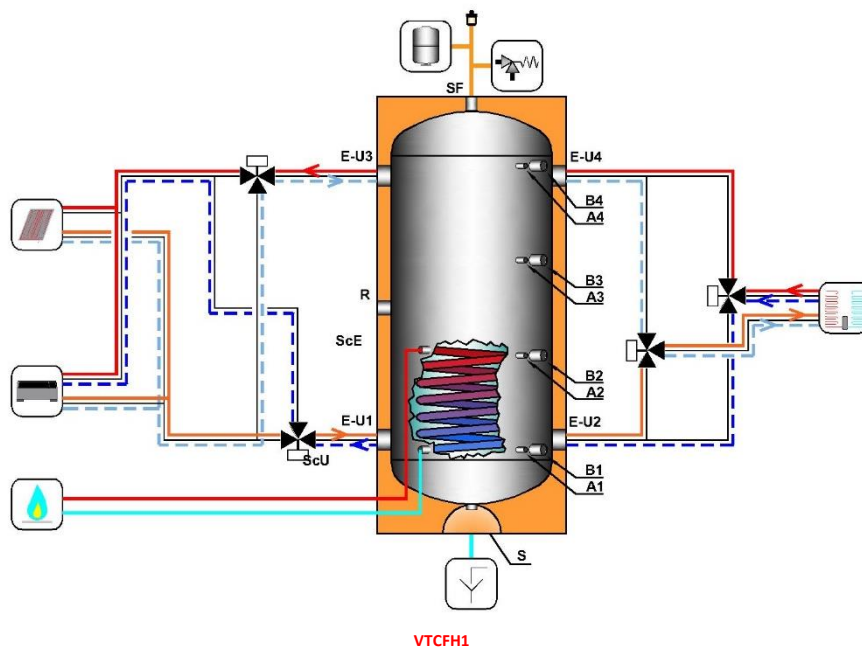 SF
E-U3
E-U4
B4
A4
B3
A3
R
ScE
B2
A2
E-U1
E-U2
ScU
B1
A1
S
VTCFH1